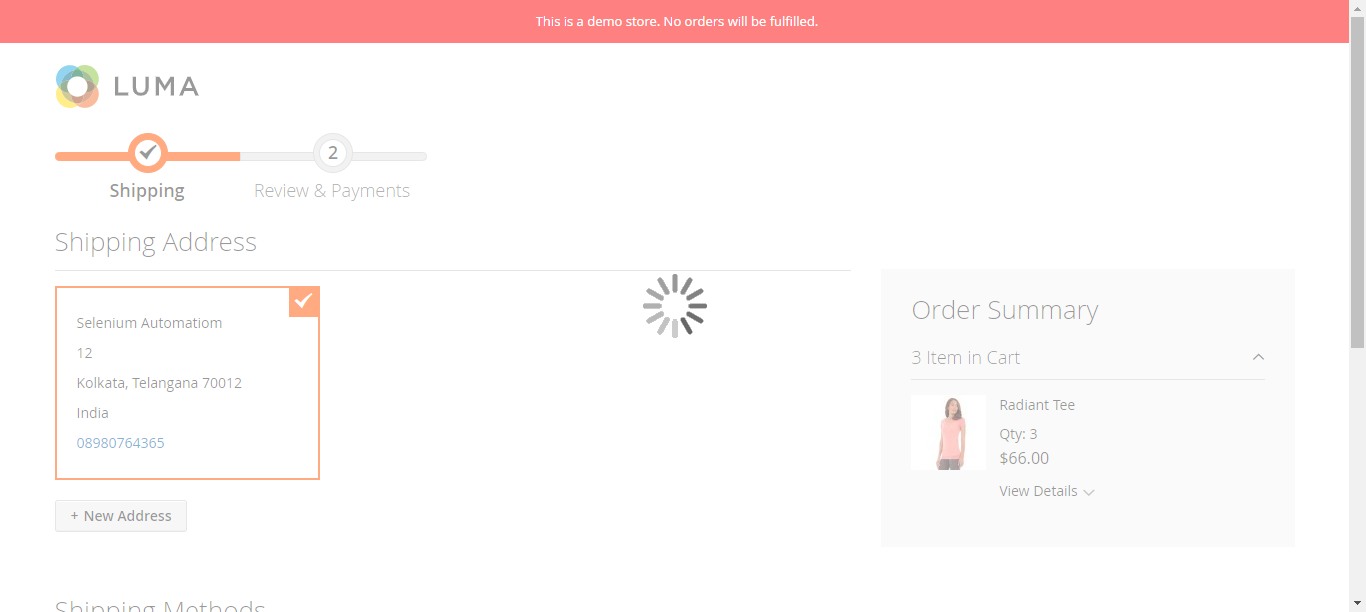 This is a demo store. No orders will be fulfilled.
LUMA
2
Shipping
Review & Payments
Shipping Address
Selenium Automatiom
12
Kolkata, Telangana 70012
India
08980764365
+ New Address
Order Summary
3 Item in Cart
Radiant Tee
Qty: 3
$66.00
View Details
Shipping Methods